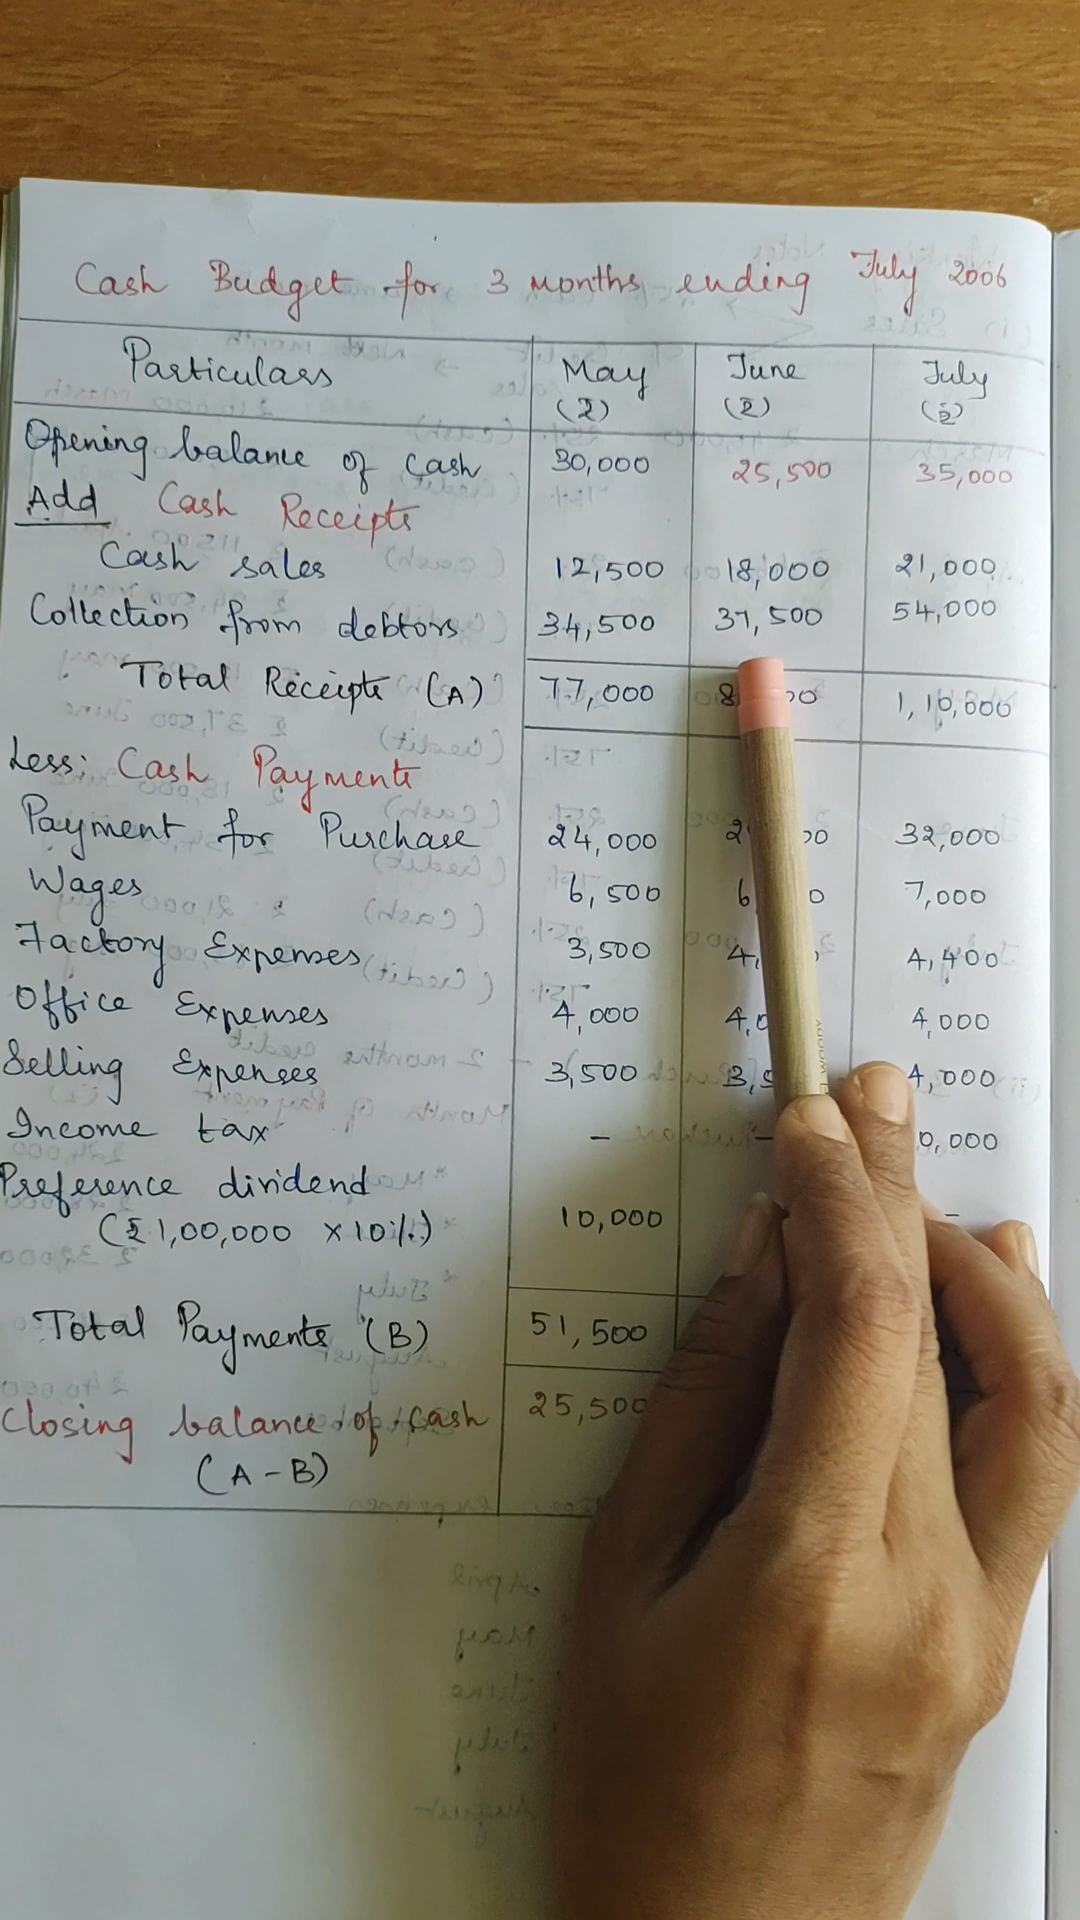 Cash Budget for 3 months ending July 2006
Particulars May June July
(₹) (₹) (₹)
Opening balance of cash 30,000 25,500 35,000
Add Cash Receipts
Cash sales 12,500 18,000 21,000
Collection from debtors 34,500 37,500 54,000
Total Receipts (A) 77,000 1,10,000
Less: Cash Payments
Payment for Purchase 24,000 32,000
Wages 6,500 7,000
Factory Expenses 3,500 4,400
Office Expenses 4,000 4,000
Selling Expenses 3,500 4,000
Income tax – –
Preference dividend
(₹ 1,00,000 x 10%) 10,000 –
Total Payments (B) 51,500
Closing balance of cash 25,500
(A - B)